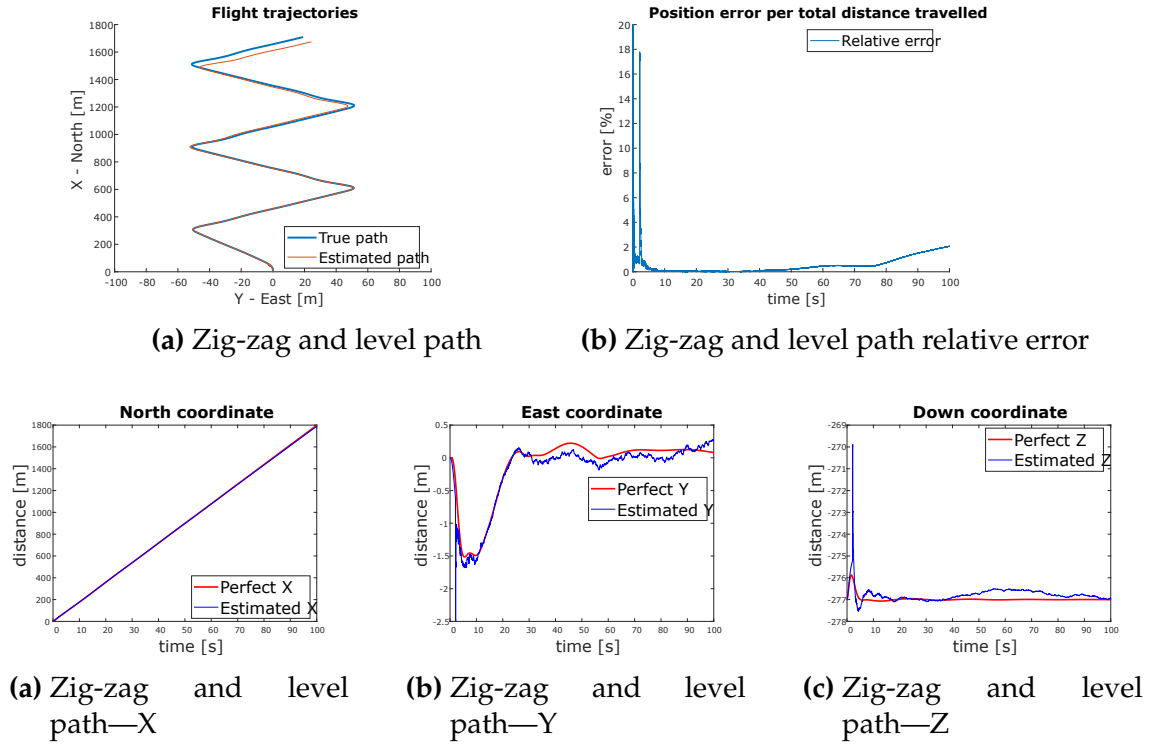 Flight trajectories
1800
1600
1400
1200
1000
800
600
400
200
0
X - North [m]
True path
Estimated path
-100 -80 -60 -40 -20 0 20 40 60 80 100
Y - East [m]
(a) Zig-zag and level path
Position error per total distance travelled
20
18
16
14
12
10
8
6
4
2
0
error [%]
Relative error
0 10 20 30 40 50 60 70 80 90 100
time [s]
(b) Zig-zag and level path relative error
North coordinate
1800
1600
1400
1200
1000
800
600
400
200
0
distance [m]
Perfect X
Estimated X
0 10 20 30 40 50 60 70 80 90 100
time [s]
(a) Zig-zag and level
path—X
East coordinate
0.5
0
-0.5
-1
-1.5
-2
-2.5
distance [m]
Perfect Y
Estimated Y
0 10 20 30 40 50 60 70 80 90 100
time [s]
(b) Zig-zag and level
path—Y
Down coordinate
-269
-270
-271
-272
-273
-274
-275
-276
-277
-278
distance [m]
Perfect Z
Estimated Z
0 10 20 30 40 50 60 70 80 90 100
time [s]
(c) Zig-zag and level
path—Z